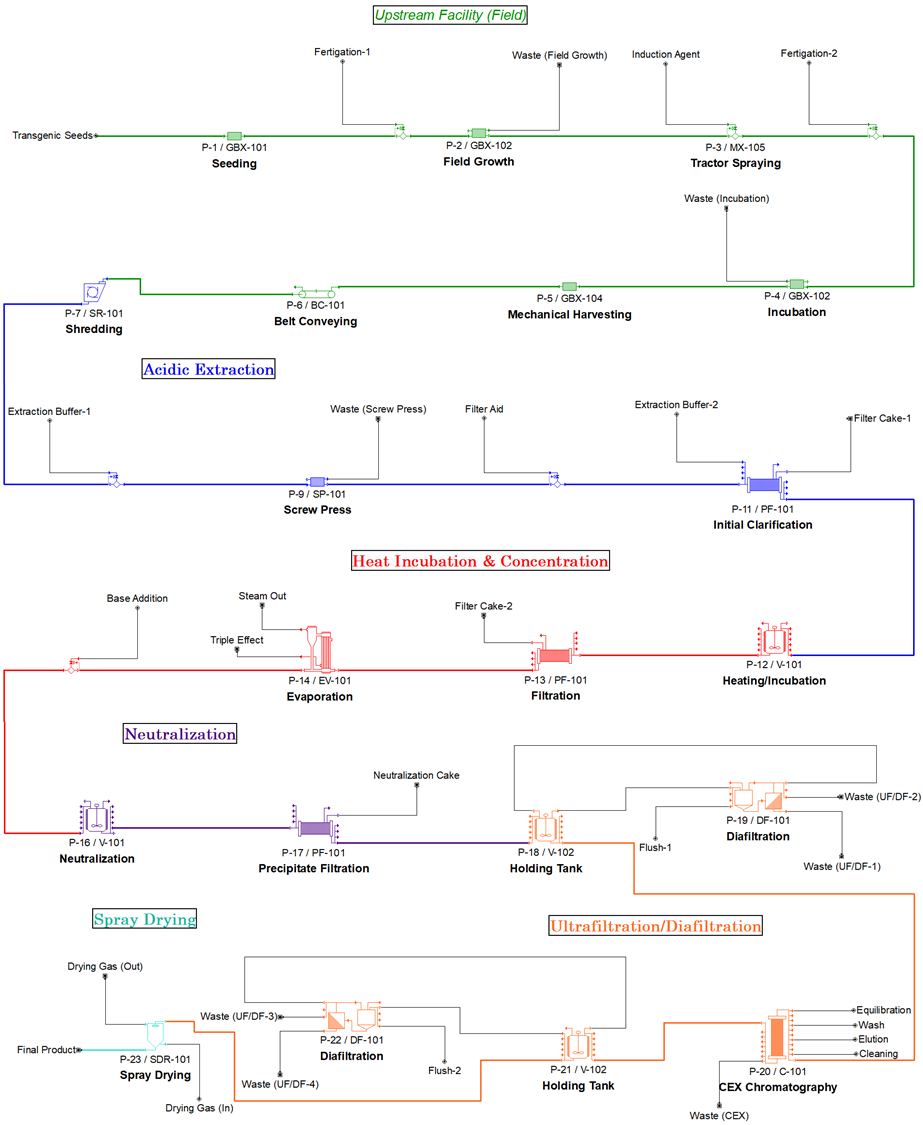 Upstream Facility (Field)
Fertigation-1
Waste (Field Growth)
Induction Agent
Fertigation-2
Transgenic Seeds
P-1 / GBX-101
Seeding
P-2 / GBX-102
Field Growth
P-3 / MX-105
Tractor Spraying
Waste (Incubation)
P-7 / SR-101
Shredding
P-6 / BC-101
Belt Conveying
P-5 / GBX-104
Mechanical Harvesting
P-4 / GBX-102
Incubation
Acidic Extraction
Extraction Buffer-1
Waste (Screw Press)
Filter Aid
Extraction Buffer-2
Filter Cake-1
P-9 / SP-101
Screw Press
P-11 / PF-101
Initial Clarification
Heat Incubation & Concentration
Base Addition
Steam Out
Triple Effect
Filter Cake-2
P-14 / EV-101
Evaporation
P-13 / PF-101
Filtration
P-12 / V-101
Heating/Incubation
Neutralization
Neutralization Cake
P-16 / V-101
Neutralization
P-17 / PF-101
Precipitate Filtration
P-18 / V-102
Holding Tank
Flush-1
P-19 / DF-101
Diafiltration
Waste (UF/DF-2)
Waste (UF/DF-1)
Spray Drying
Ultrafiltration/Diafiltration
Drying Gas (Out)
Final Product
P-23 / SDR-101
Spray Drying
Drying Gas (In)
Waste (UF/DF-3)
P-22 / DF-101
Diafiltration
Waste (UF/DF-4)
Flush-2
P-21 / V-102
Holding Tank
Equilibration
Wash
Elution
Cleaning
P-20 / C-101
CEX Chromatography
Waste (CEX)